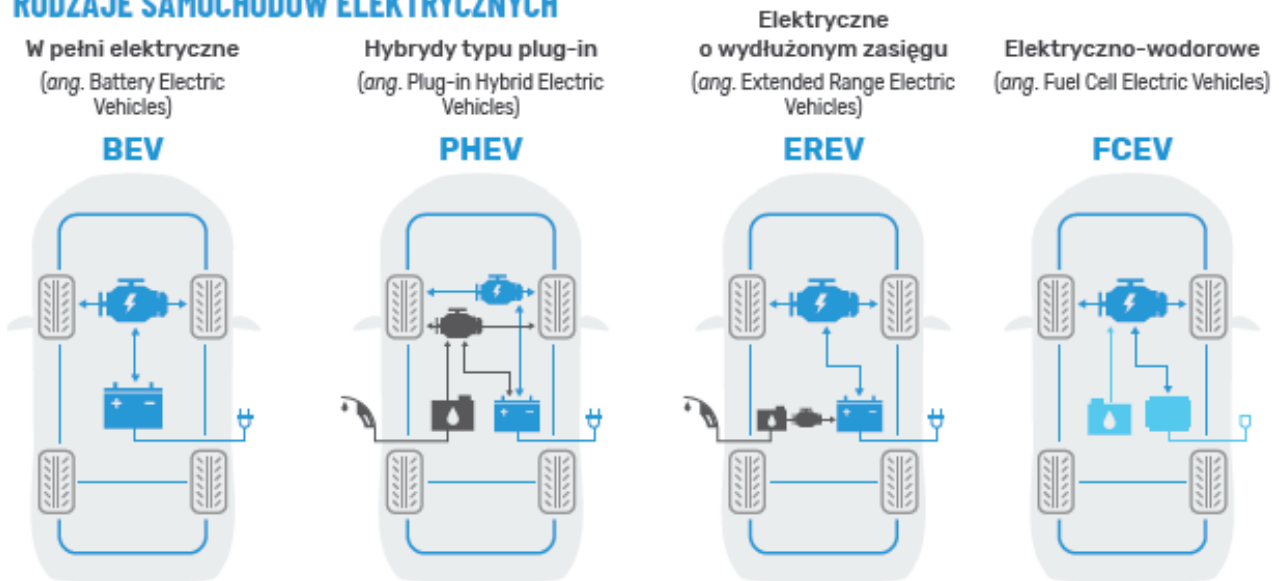 RODZAJE SAMOCHODÓW ELEKTRYCZNYCH
W pełni elektryczne
(ang. Battery Electric
Vehicles)
BEV
Hybrydy typu plug-in
(ang. Plug-in Hybrid Electric
Vehicles)
PHEV
Elektryczne
o wydłużonym zasięgu
(ang. Extended Range Electric
Vehicles)
EREV
Elektryczno-wodorowe
(ang. Fuel Cell Electric Vehicles)
FCEV